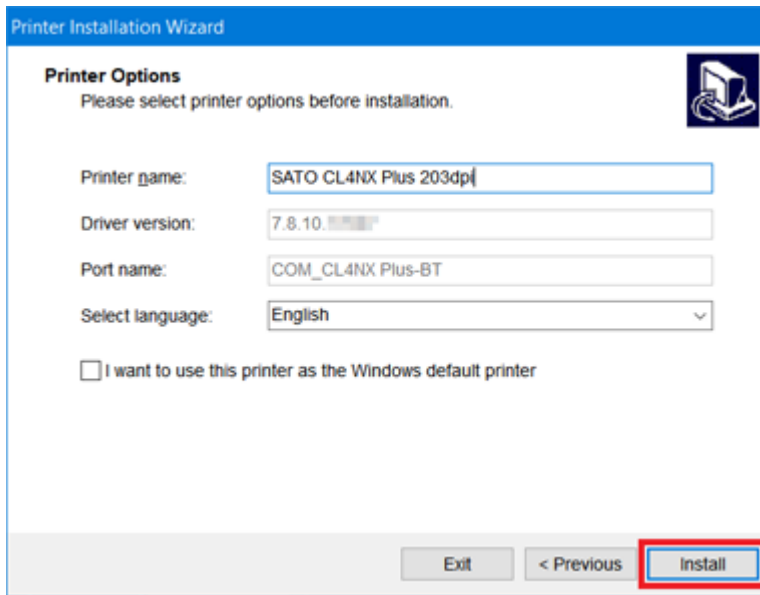 Printer Installation Wizard
Printer Options
Please select printer options before installation.
Printer name: SATO CL4NX Plus 203dpi
Driver version: 7.8.10.
Port name: COM_CL4NX Plus-BT
Select language: English
I want to use this printer as the Windows default printer
Exit < Previous Install